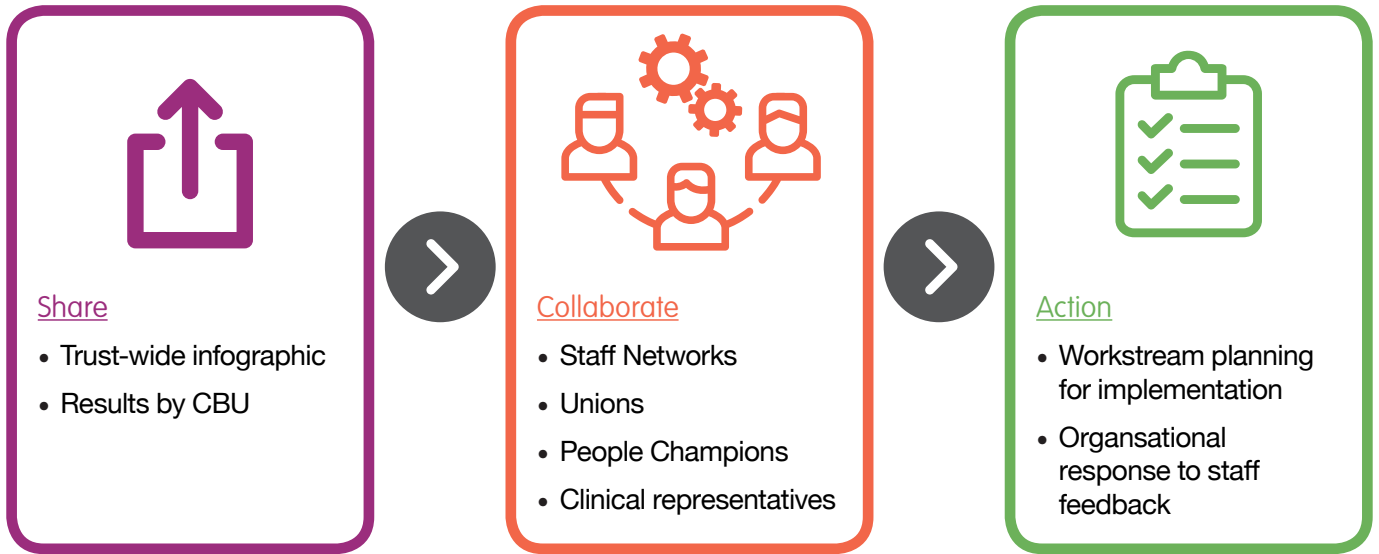 Share
• Trust-wide infographic
• Results by CBU
Collaborate
• Staff Networks
• Unions
• People Champions
• Clinical representatives
Action
• Workstream planning
for implementation
• Organsational
response to staff
feedback